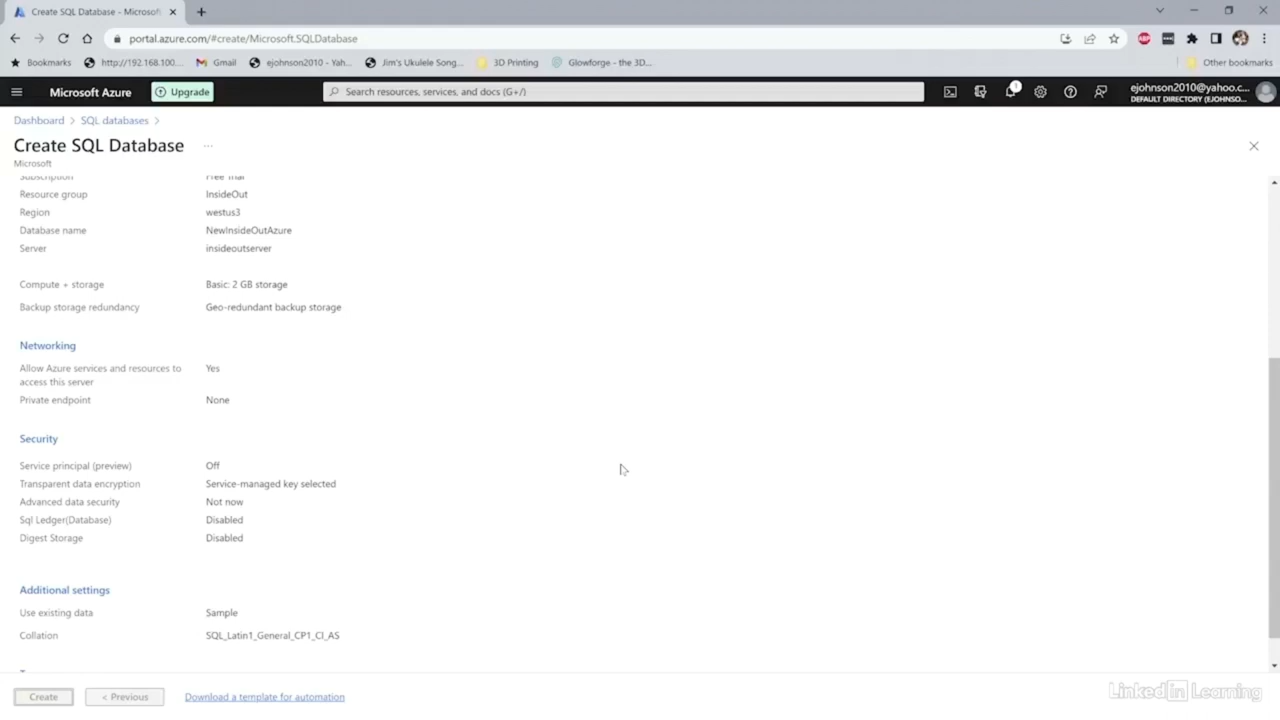 Create SQL Database - Microsoft
portal.azure.com/#create/Microsoft.SQLDatabase
Bookmarks http://192.168.100.... Gmail ejohnson2010 - Yah... Jim's Ukulele Song... 3D Printing Glowforge - the 3D... Other bookmarks
Microsoft Azure Upgrade Search resources, services, and docs (G+/) 1 ejohnson2010@yahoo.c...
DEFAULT DIRECTORY (EJOHNSO...
Dashboard > SQL databases >
Create SQL Database ...
Microsoft
Subscription Free Trial
Resource group InsideOut
Region westus3
Database name NewInsideOutAzure
Server insideoutserver
Compute + storage Basic: 2 GB storage
Backup storage redundancy Geo-redundant backup storage
Networking
Allow Azure services and resources to Yes
access this server
Private endpoint None
Security
Service principal (preview) Off
Transparent data encryption Service-managed key selected
Advanced data security Not now
Sql Ledger(Database) Disabled
Digest Storage Disabled
Additional settings
Use existing data Sample
Collation SQL_Latin1_General_CP1_CI_AS
Create < Previous Download a template for automation
Linked in Learning